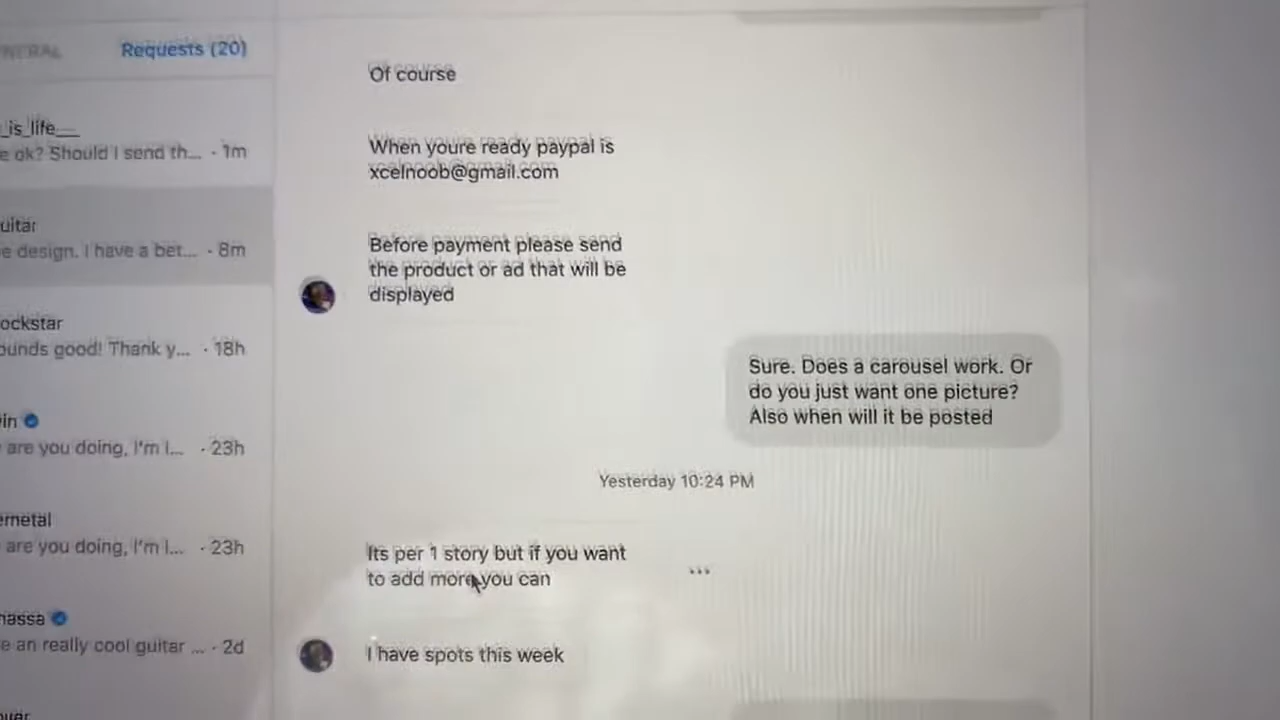 NERAL Requests (20)
_is_life__
e ok? Should I send th... · 1m
uitar
e design. I have a bet... · 8m
ockstar
ounds good! Thank y... · 18h
in
are you doing, I'm l... · 23h
ernetal
are you doing, I'm l... · 23h
nassa
e an really cool guitar ... · 2d
Of course
When youre ready paypal is
xcelnoob@gmail.com
Before payment please send
the product or ad that will be
displayed
Sure. Does a carousel work. Or
do you just want one picture?
Also when will it be posted
Yesterday 10:24 PM
Its per 1 story but if you want
to add more you can
I have spots this week